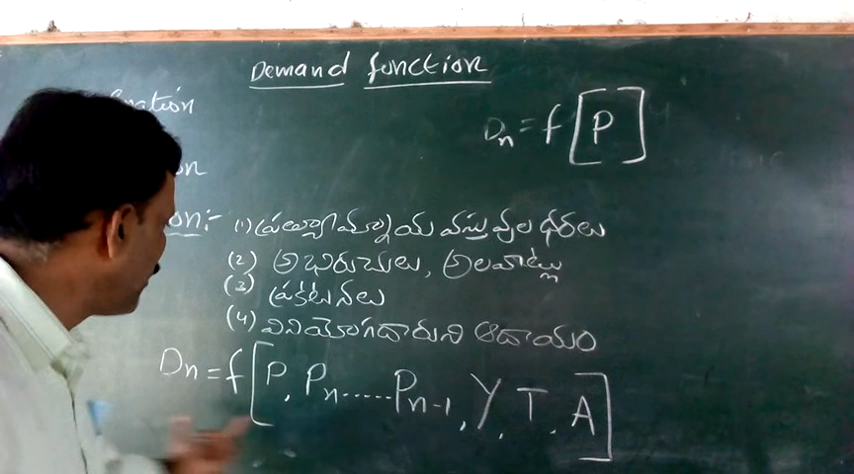 Demand function
Dn = f [P]
(1) ప్రత్యామ్నాయ వస్తువుల ధరలు
(2) అభిరుచులు, అలవాట్లు
(3) ప్రకటనలు
(4) వినియోగదారుని ఆదాయం
Dn = f [P, Pn.....Pn-1, Y, T, A]